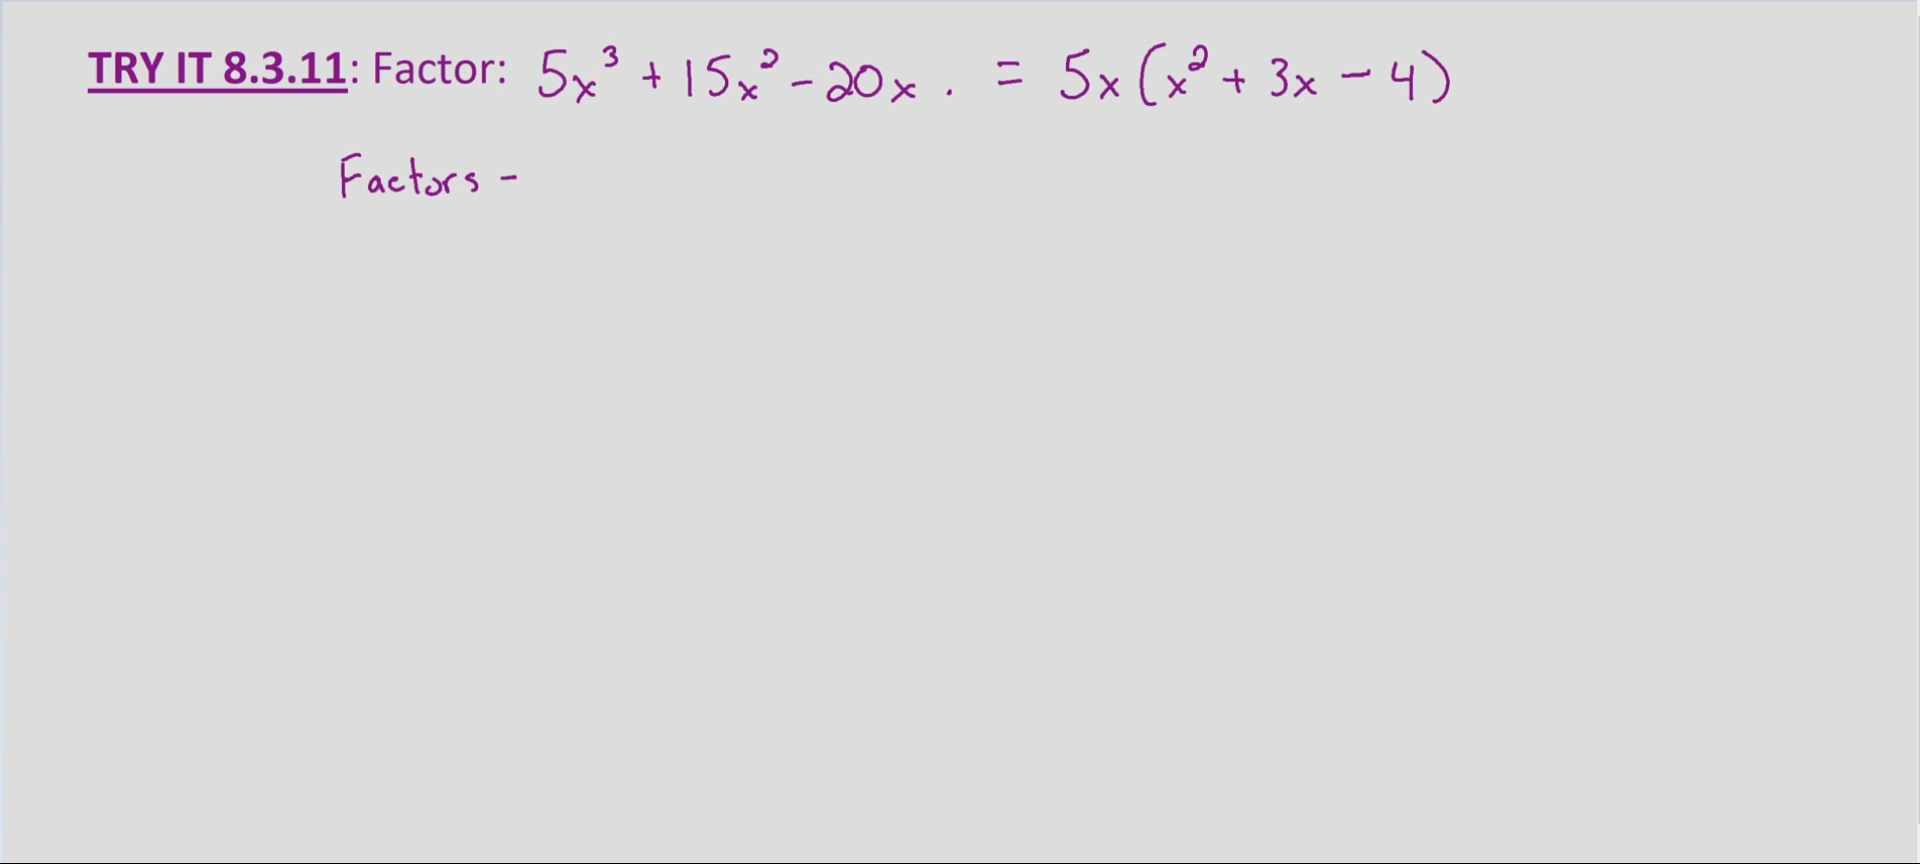 TRY IT 8.3.11: Factor: 5x³ + 15x² - 20x . = 5x(x² + 3x - 4)
Factors -